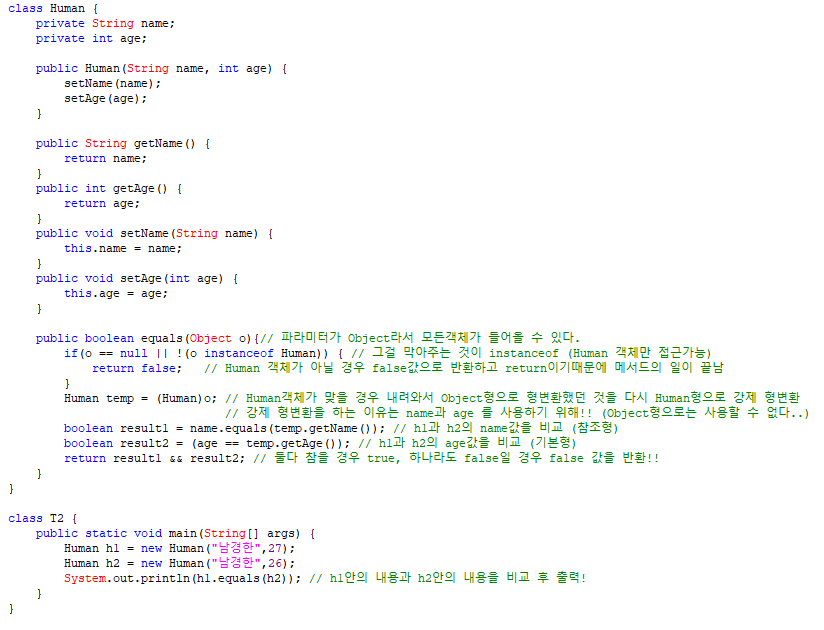 class Human {
    private String name;
    private int age;

    public Human(String name, int age) {
        setName(name);
        setAge(age);
    }

    public String getName() {
        return name;
    }
    public int getAge() {
        return age;
    }
    public void setName(String name) {
        this.name = name;
    }
    public void setAge(int age) {
        this.age = age;
    }

    public boolean equals(Object o){// 파라미터가 Object라서 모든객체가 들어올 수 있다.
        if(o == null || !(o instanceof Human)) { // 그걸 막아주는 것이 instanceof (Human 객체만 접근가능)
            return false;   // Human 객체가 아닐 경우 false값으로 반환하고 return이기때문에 메서드의 일이 끝남
        }
        Human temp = (Human)o; // Human객체가 맞을 경우 내려와서 Object형으로 형변환했던 것을 다시 Human형으로 강제 형변환
                               // 강제 형변환을 하는 이유는 name과 age 를 사용하기 위해!! (Object형으로는 사용할 수 없다..)
        boolean result1 = name.equals(temp.getName()); // h1과 h2의 name값을 비교 (참조형)
        boolean result2 = (age == temp.getAge()); // h1과 h2의 age값을 비교 (기본형)
        return result1 && result2; // 둘다 참을 경우 true, 하나라도 false일 경우 false 값을 반환!!
    }
}

class T2 {
    public static void main(String[] args) {
        Human h1 = new Human("남경한",27);
        Human h2 = new Human("남경한",26);
        System.out.println(h1.equals(h2)); // h1안의 내용과 h2안의 내용을 비교 후 출력!
    }
}